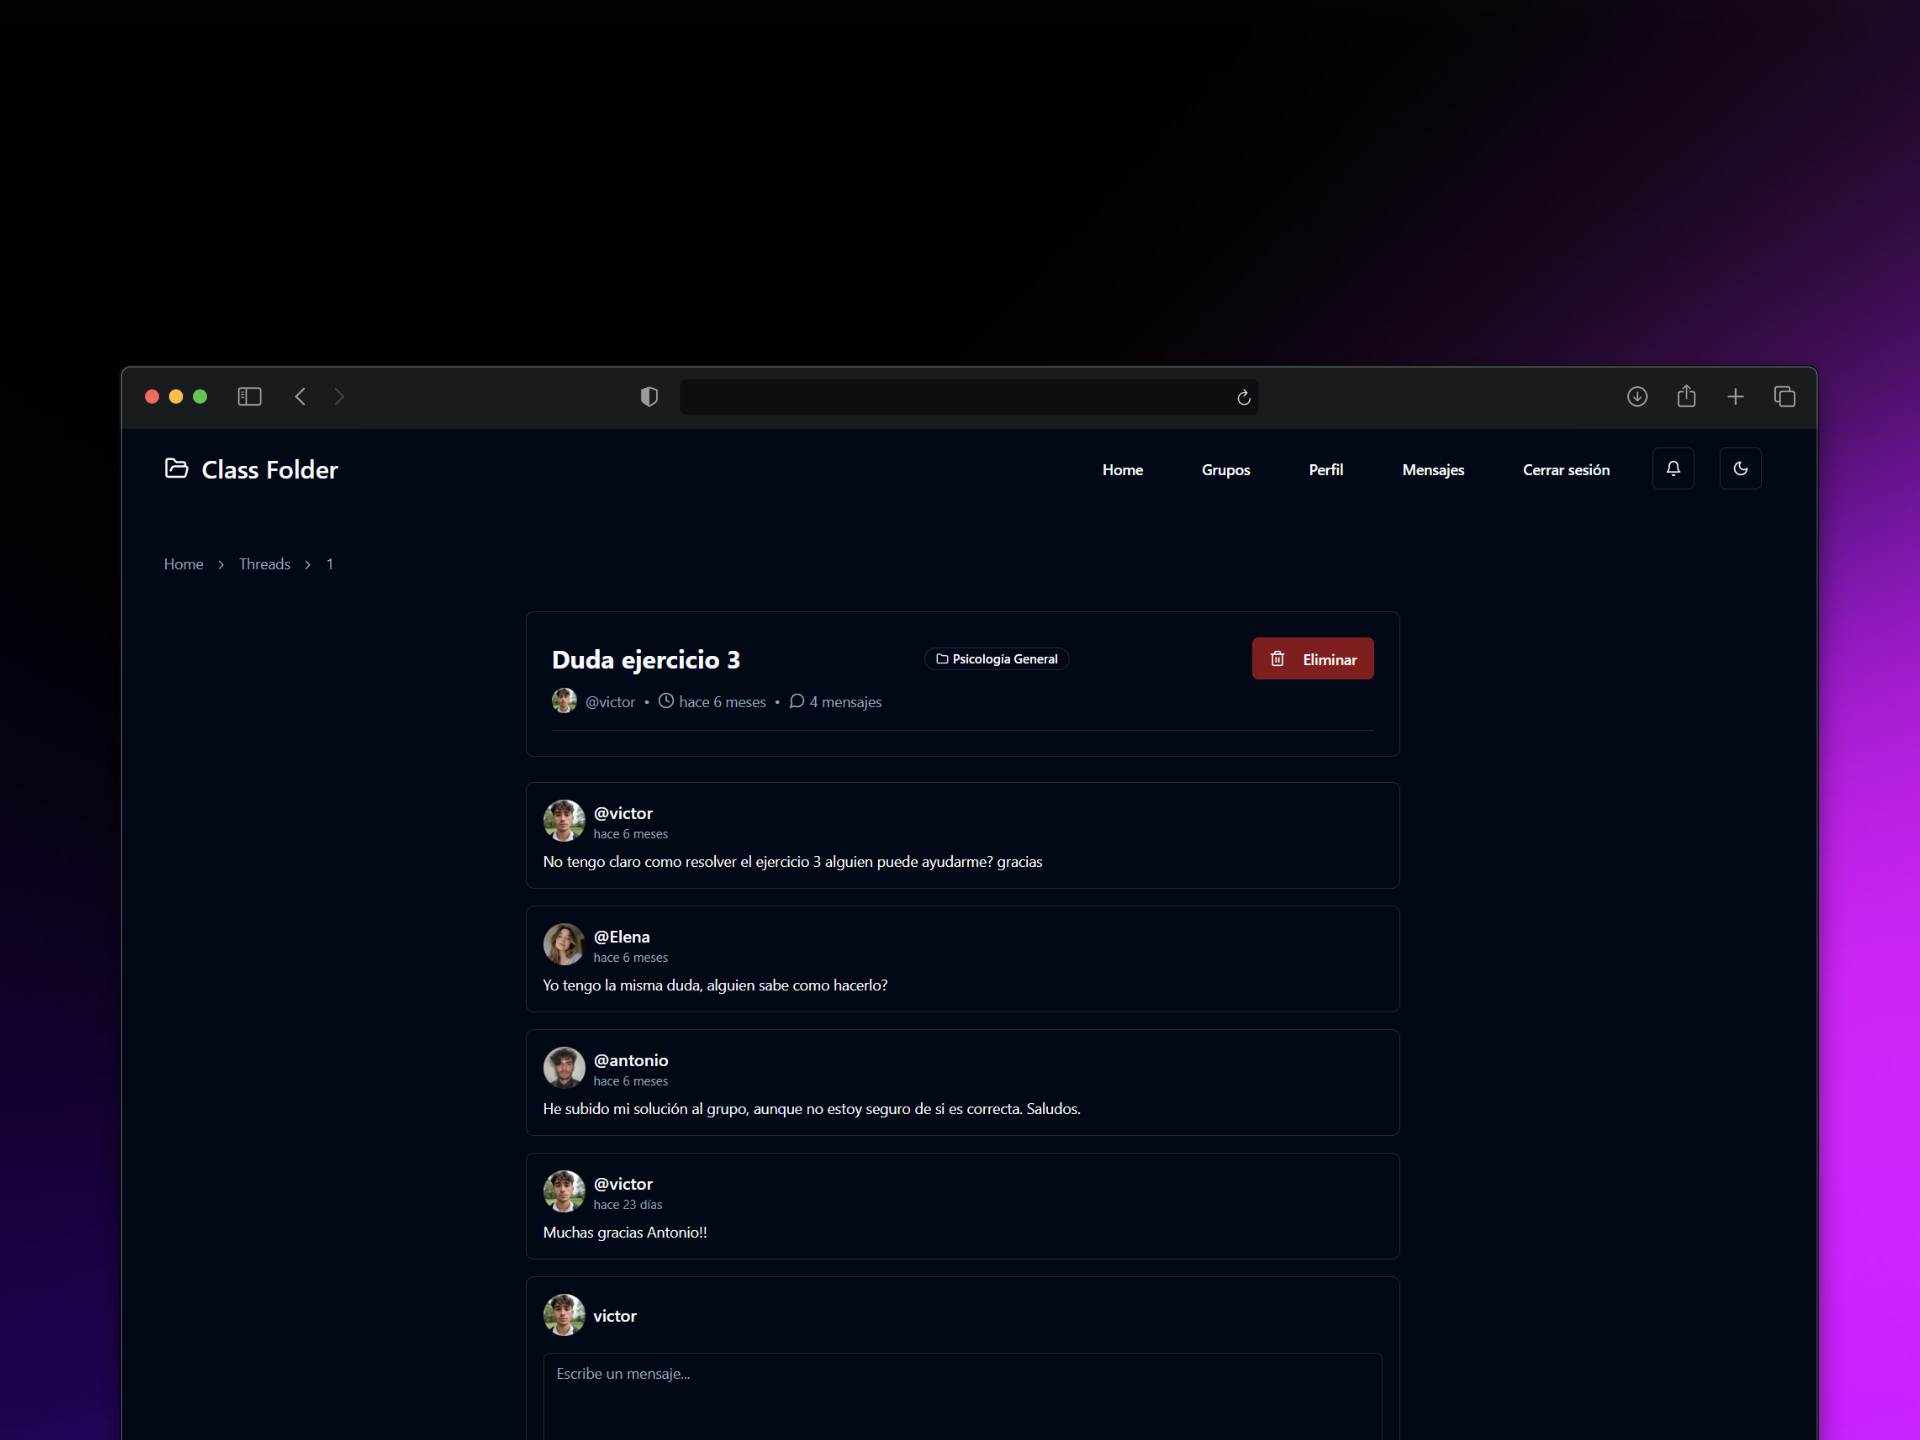 Class Folder
Home
Grupos
Perfil
Mensajes
Cerrar sesión
Home > Threads > 1
Duda ejercicio 3
Psicología General
Eliminar
@victor • hace 6 meses • 4 mensajes
@victor
hace 6 meses
No tengo claro como resolver el ejercicio 3 alguien puede ayudarme? gracias
@Elena
hace 6 meses
Yo tengo la misma duda, alguien sabe como hacerlo?
@antonio
hace 6 meses
He subido mi solución al grupo, aunque no estoy seguro de si es correcta. Saludos.
@victor
hace 23 días
Muchas gracias Antonio!!
victor
Escribe un mensaje...